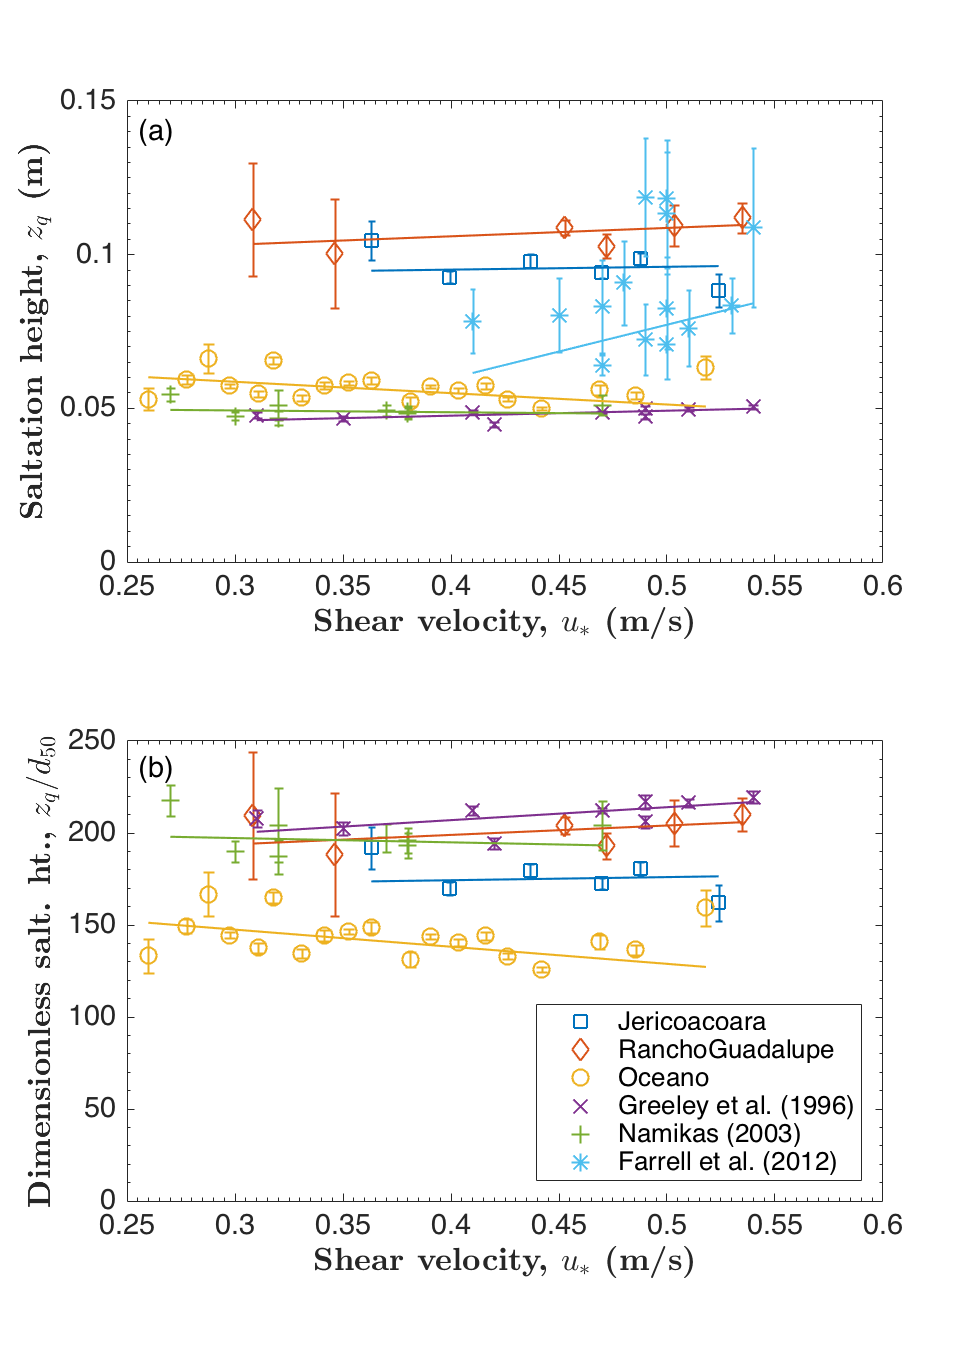 (a)
0.15
0.1
0.05
0
Saltation height, z_q (m)
0.25 0.3 0.35 0.4 0.45 0.5 0.55 0.6
Shear velocity, u_* (m/s)
(b)
250
200
150
100
50
0
Dimensionless salt. ht., z_q/d_50
Jericoacoara
RanchoGuadalupe
Oceano
Greeley et al. (1996)
Namikas (2003)
Farrell et al. (2012)
0.25 0.3 0.35 0.4 0.45 0.5 0.55 0.6
Shear velocity, u_* (m/s)